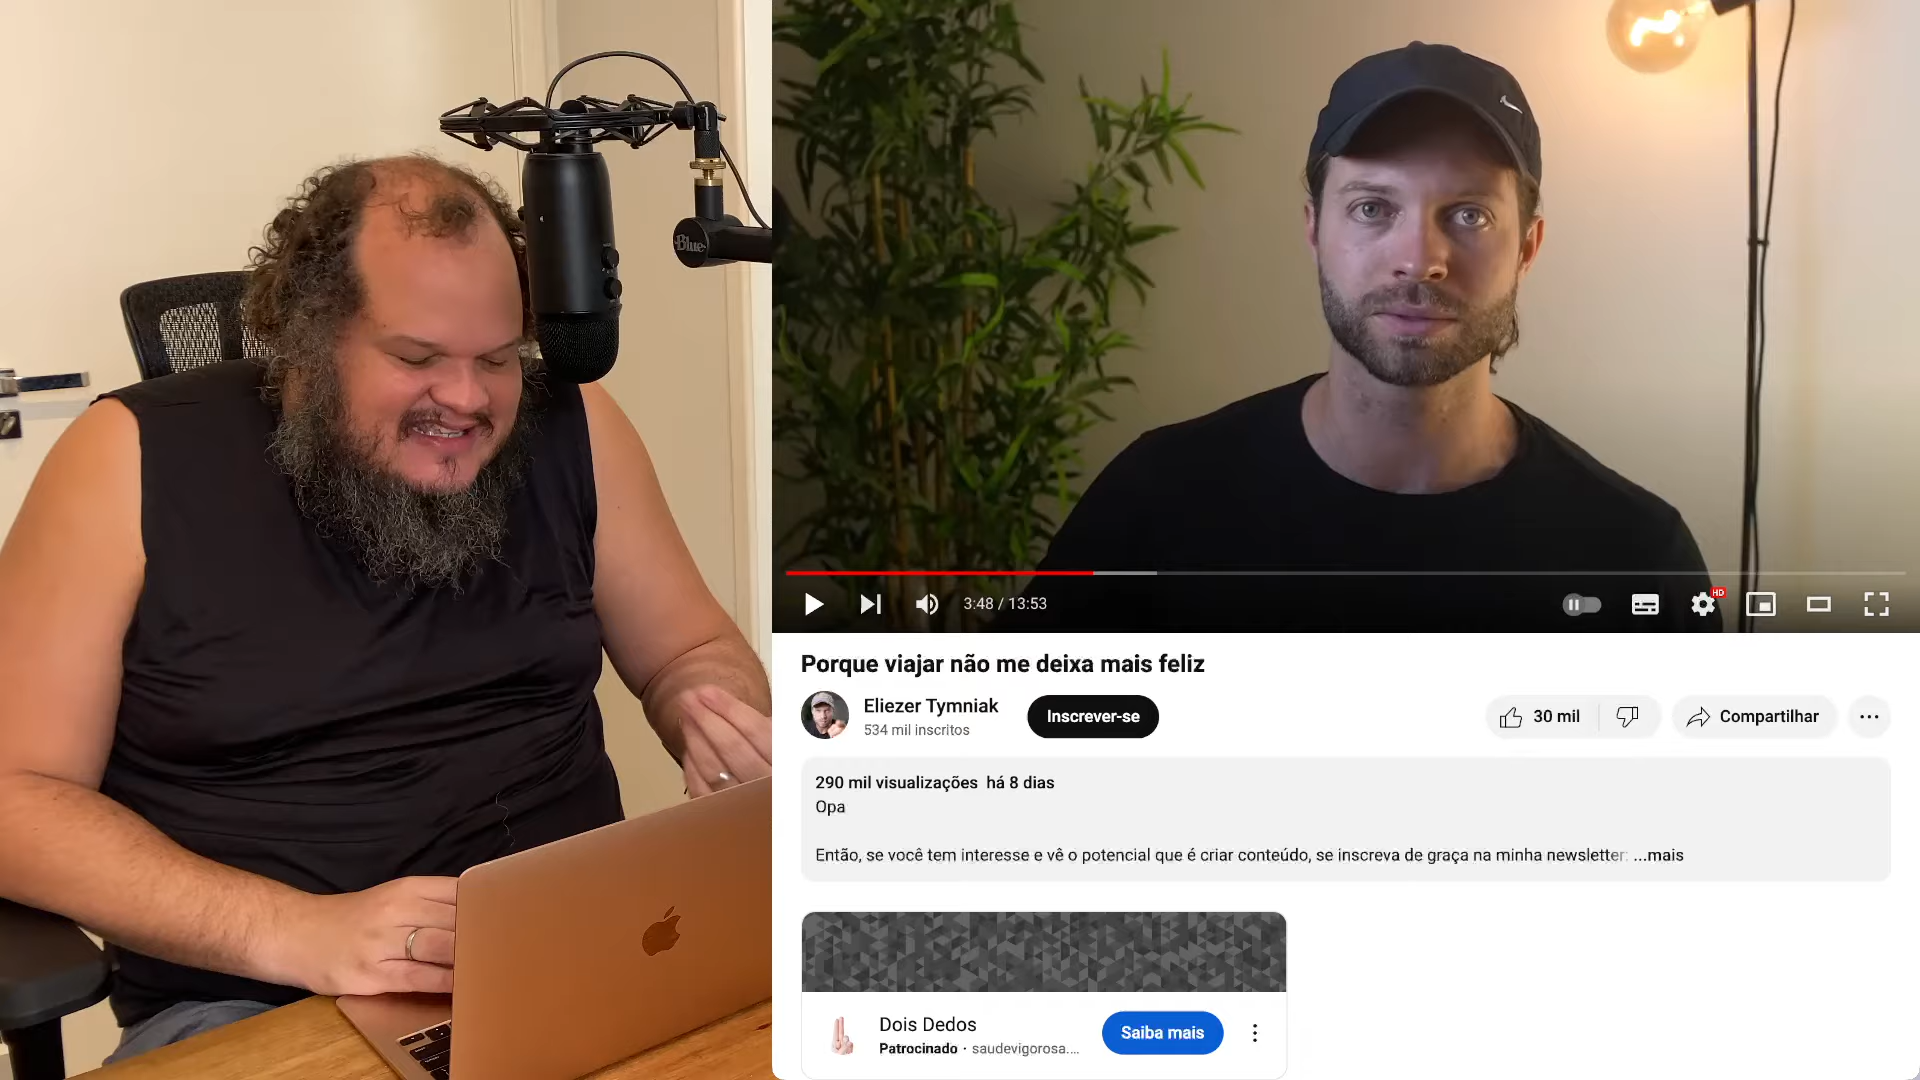 Blue
HD
3:48 / 13:53
Porque viajar não me deixa mais feliz
Eliezer Tymniak
534 mil inscritos
Inscrever-se
30 mil
Compartilhar
290 mil visualizações há 8 dias
Opa
Então, se você tem interesse e vê o potencial que é criar conteúdo, se inscreva de graça na minha newsletter: ...mais
Dois Dedos
Patrocinado · saudevigorosa....
Saiba mais